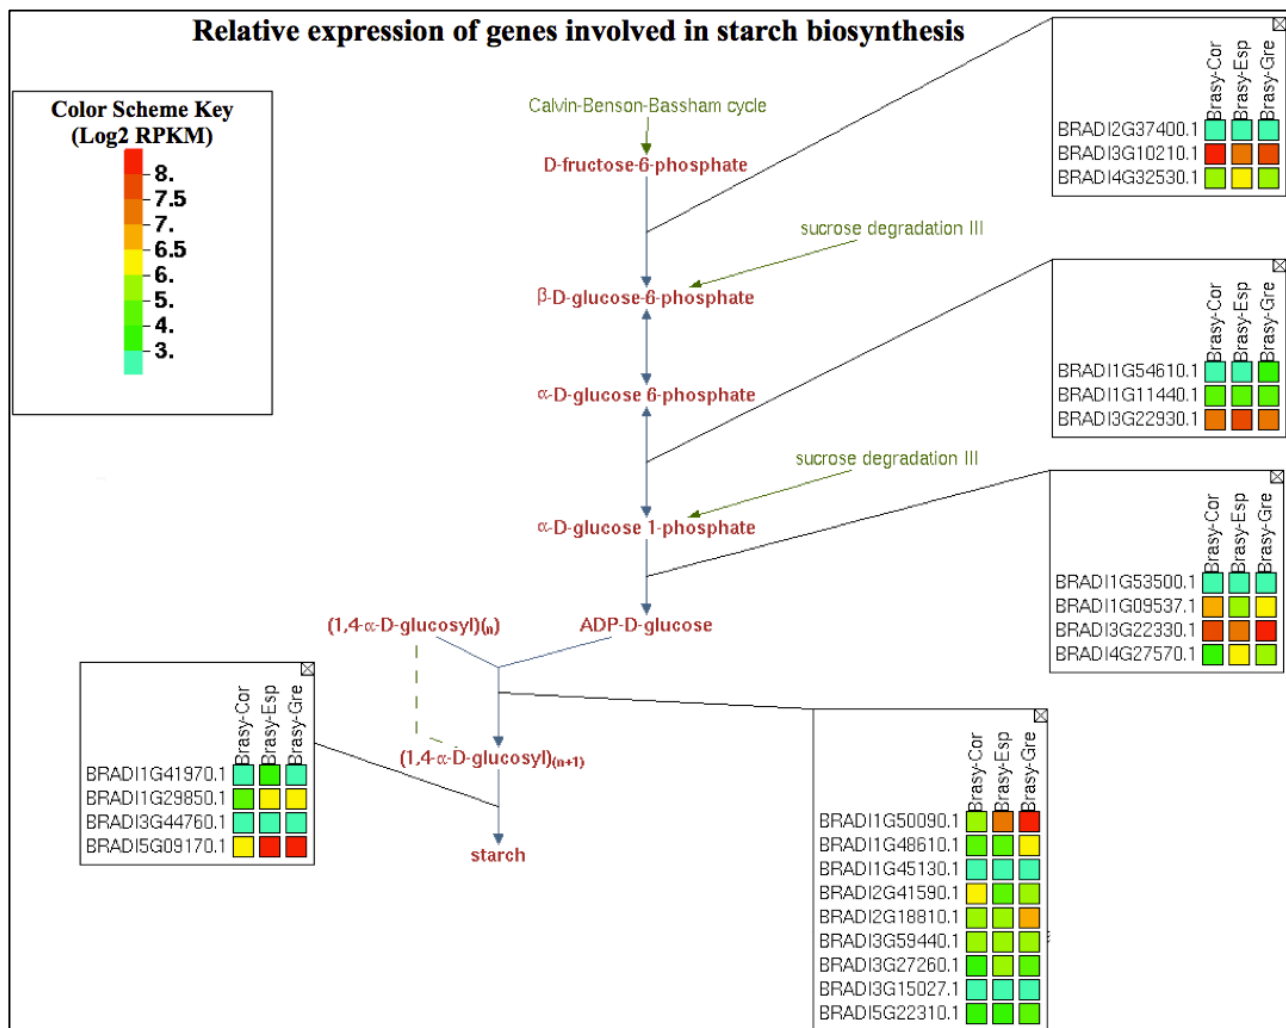 Relative expression of genes involved in starch biosynthesis
Color Scheme Key
(Log2 RPKM)
8.
7.5
7.
6.5
6.
5.
4.
3.
Calvin-Benson-Bassham cycle
D-fructose-6-phosphate
sucrose degradation III
β-D-glucose-6-phosphate
α-D-glucose 6-phosphate
sucrose degradation III
α-D-glucose 1-phosphate
(1,4-α-D-glucosyl)(n)
ADP-D-glucose
(1,4-α-D-glucosyl)(n+1)
starch
Brasy-Cor
Brasy-Esp
Brasy-Gre
BRADI2G37400.1
BRADI3G10210.1
BRADI4G32530.1
Brasy-Cor
Brasy-Esp
Brasy-Gre
BRADI1G54610.1
BRADI1G11440.1
BRADI3G22930.1
Brasy-Cor
Brasy-Esp
Brasy-Gre
BRADI1G53500.1
BRADI1G09537.1
BRADI3G22330.1
BRADI4G27570.1
Brasy-Cor
Brasy-Esp
Brasy-Gre
BRADI1G41970.1
BRADI1G29850.1
BRADI3G44760.1
BRADI5G09170.1
Brasy-Cor
Brasy-Esp
Brasy-Gre
BRADI1G50090.1
BRADI1G48610.1
BRADI1G45130.1
BRADI2G41590.1
BRADI2G18810.1
BRADI3G59440.1
BRADI3G27260.1
BRADI3G15027.1
BRADI5G22310.1